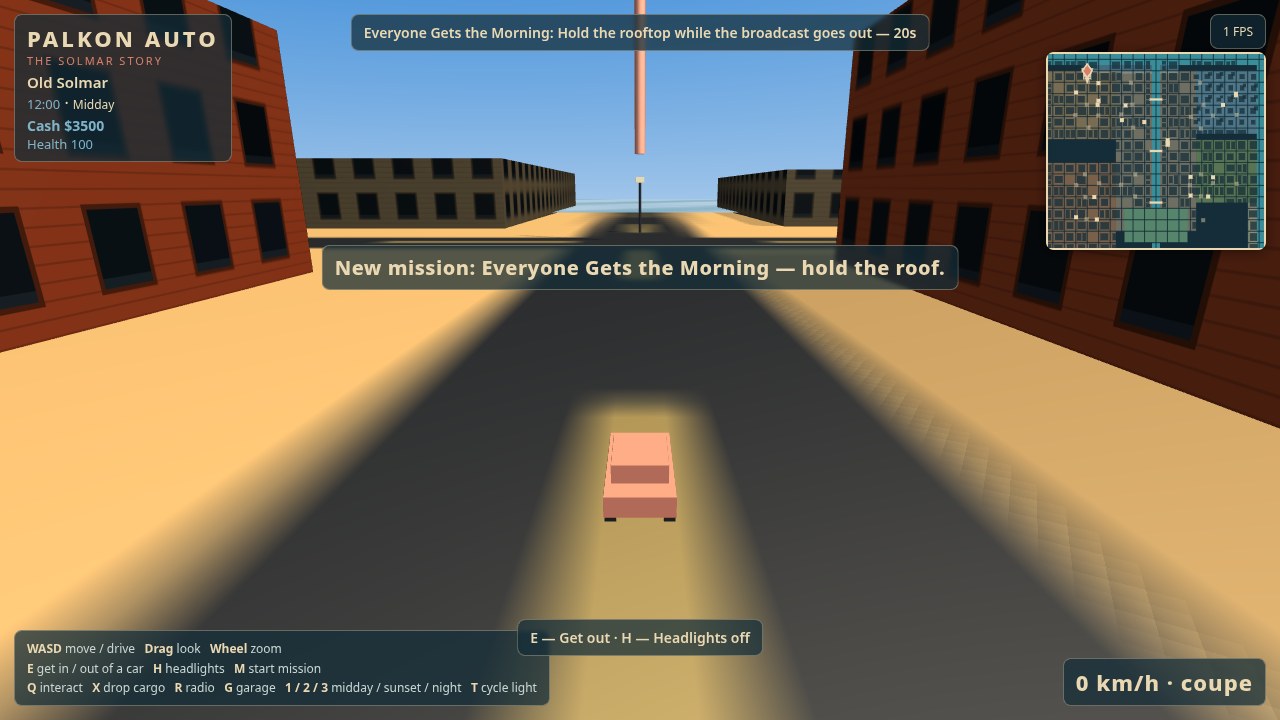 PALKON AUTO
THE SOLMAR STORY
Old Solmar
12:00 · Midday
Cash $3500
Health 100
Everyone Gets the Morning: Hold the rooftop while the broadcast goes out — 20s
1 FPS
New mission: Everyone Gets the Morning — hold the roof.
E — Get out · H — Headlights off
WASD move / drive Drag look Wheel zoom
E get in / out of a car H headlights M start mission
Q interact X drop cargo R radio G garage 1 / 2 / 3 midday / sunset / night T cycle light
0 km/h · coupe